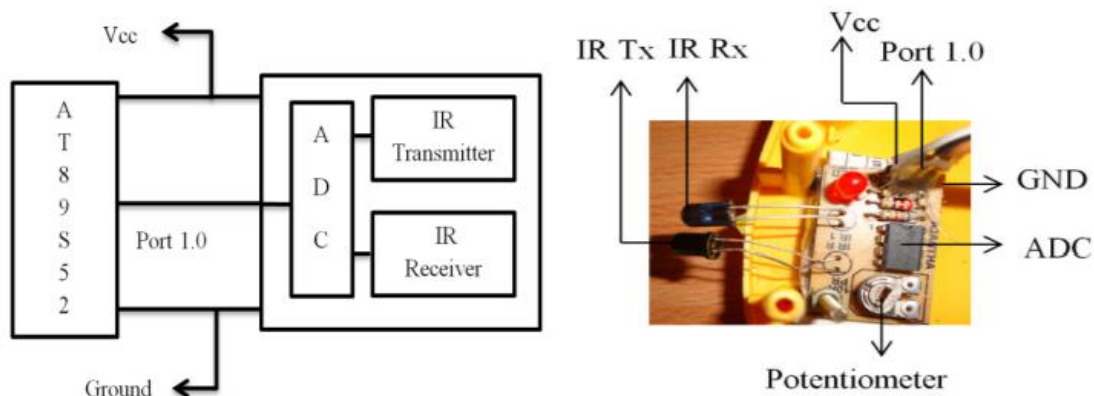 Vcc
A
T
8
9
S
5
2
Port 1.0
Ground
A
D
C
IR
Transmitter
IR
Receiver
IR Tx IR Rx
Vcc
Port 1.0
GND
ADC
Potentiometer